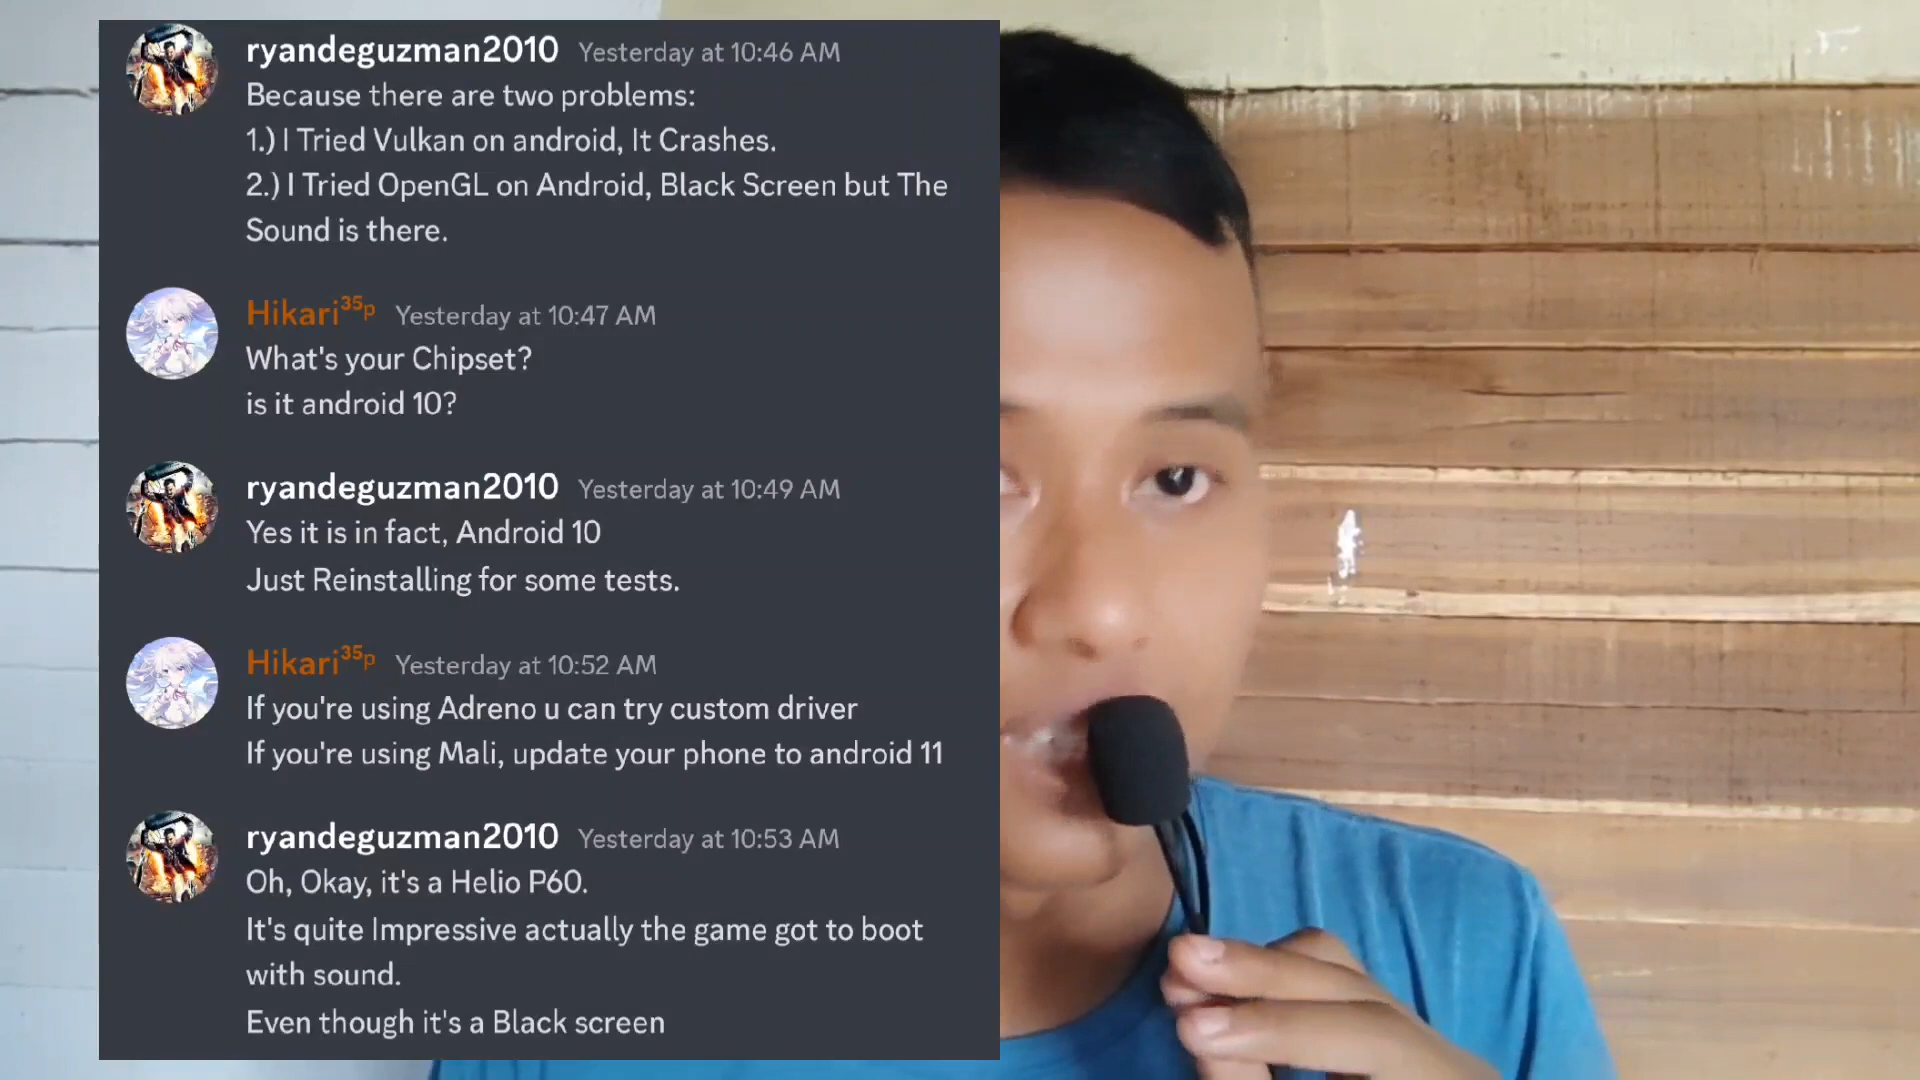 ryandeguzman2010 Yesterday at 10:46 AM
Because there are two problems:
1.) I Tried Vulkan on android, It Crashes.
2.) I Tried OpenGL on Android, Black Screen but The
Sound is there.
Hikari³⁵ᵖ Yesterday at 10:47 AM
What's your Chipset?
is it android 10?
ryandeguzman2010 Yesterday at 10:49 AM
Yes it is in fact, Android 10
Just Reinstalling for some tests.
Hikari³⁵ᵖ Yesterday at 10:52 AM
If you're using Adreno u can try custom driver
If you're using Mali, update your phone to android 11
ryandeguzman2010 Yesterday at 10:53 AM
Oh, Okay, it's a Helio P60.
It's quite Impressive actually the game got to boot
with sound.
Even though it's a Black screen